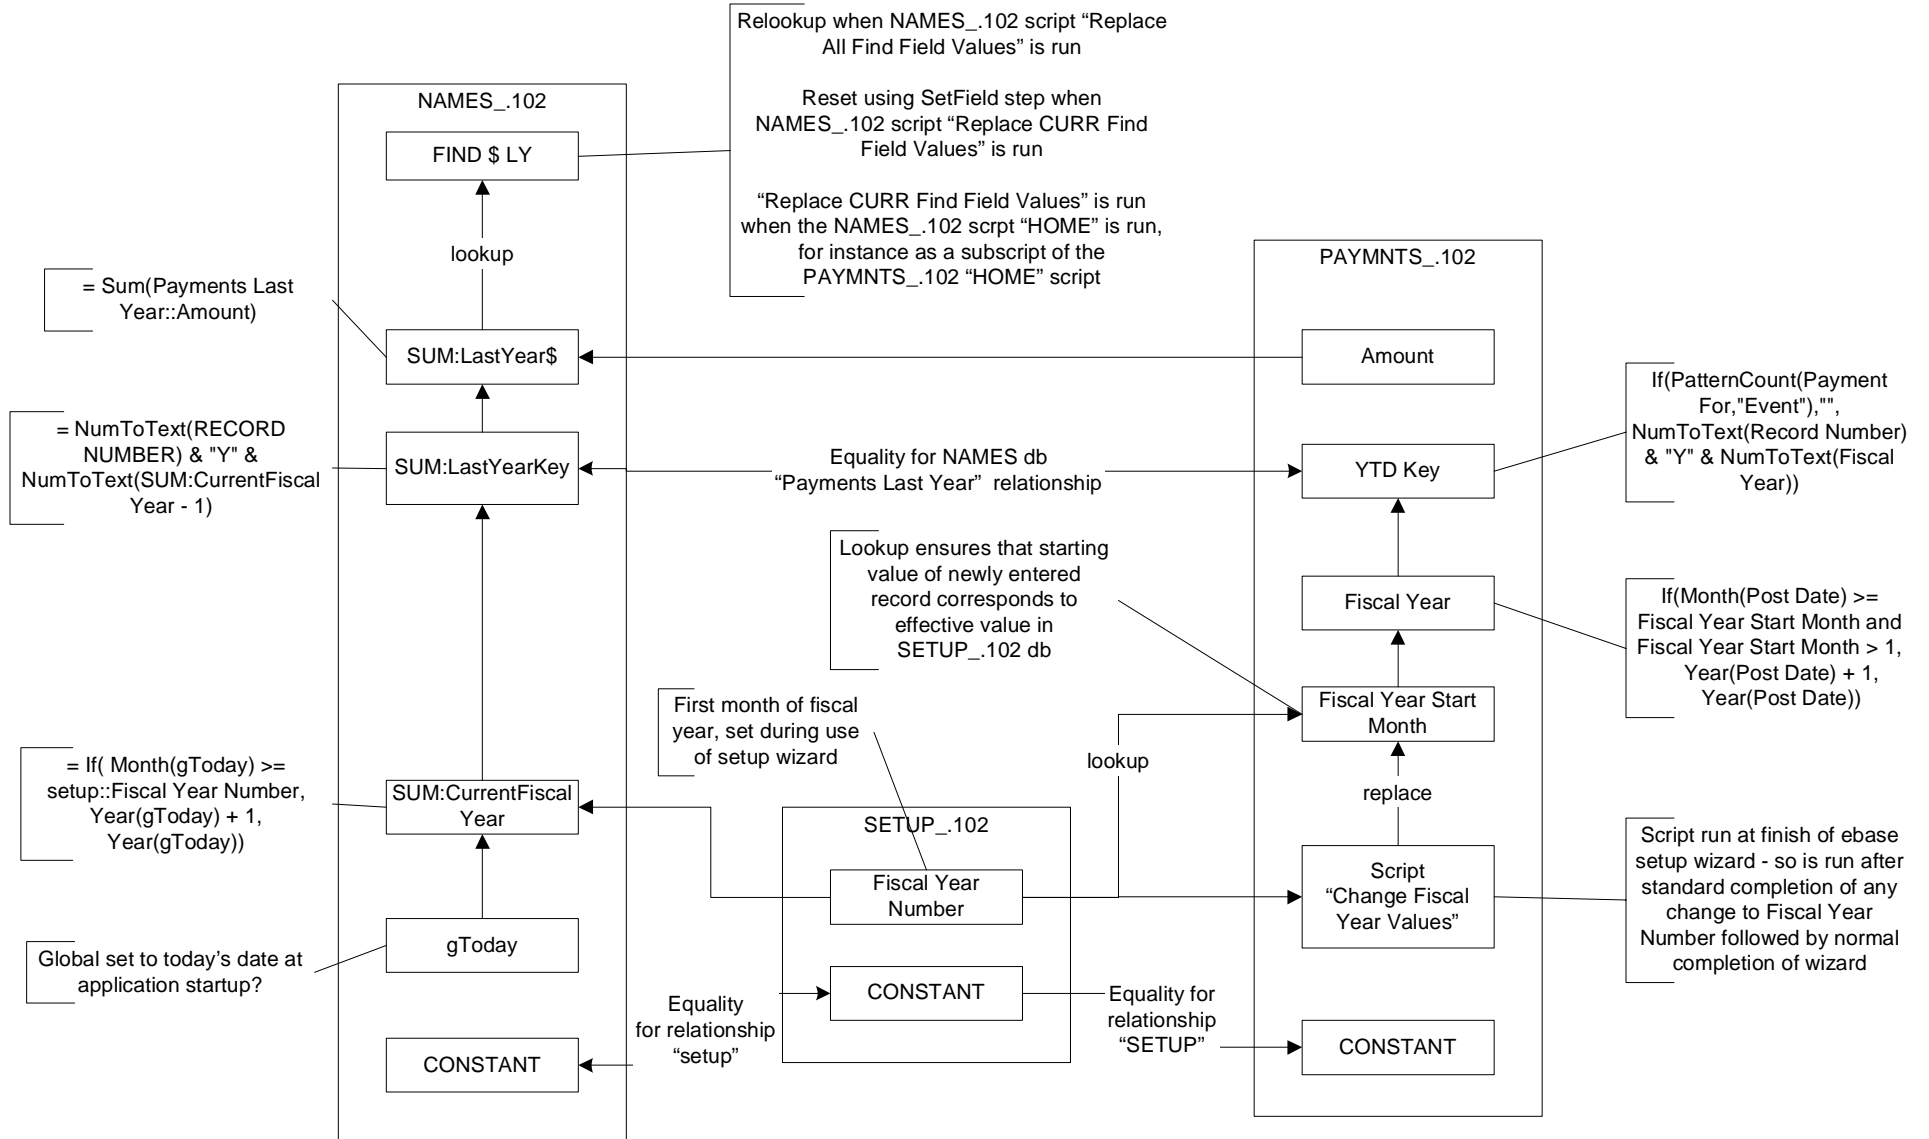 Relookup when NAMES_.102 script “Replace
All Find Field Values” is run
Reset using SetField step when
NAMES_.102 script “Replace CURR Find
Field Values” is run
“Replace CURR Find Field Values” is run
when the NAMES_.102 scrpt “HOME” is run,
for instance as a subscript of the
PAYMNTS_.102 “HOME” script
NAMES_.102
FIND $ LY
lookup
= Sum(Payments Last
Year::Amount)
SUM:LastYear$
= NumToText(RECORD
NUMBER) & "Y" &
NumToText(SUM:CurrentFiscal
Year - 1)
SUM:LastYearKey
Equality for NAMES db
“Payments Last Year” relationship
= If( Month(gToday) >=
setup::Fiscal Year Number,
Year(gToday) + 1,
Year(gToday))
SUM:CurrentFiscal
Year
gToday
Global set to today’s date at
application startup?
CONSTANT
Equality
for relationship
“setup”
First month of fiscal
year, set during use
of setup wizard
SETUP_.102
Fiscal Year
Number
CONSTANT
Equality for
relationship
“SETUP”
Lookup ensures that starting
value of newly entered
record corresponds to
effective value in
SETUP_.102 db
lookup
PAYMNTS_.102
Amount
YTD Key
If(PatternCount(Payment
For,"Event"),"",
NumToText(Record Number)
& "Y" & NumToText(Fiscal
Year))
Fiscal Year
If(Month(Post Date) >=
Fiscal Year Start Month and
Fiscal Year Start Month > 1,
Year(Post Date) + 1,
Year(Post Date))
Fiscal Year Start
Month
replace
Script
“Change Fiscal
Year Values”
Script run at finish of ebase
setup wizard - so is run after
standard completion of any
change to Fiscal Year
Number followed by normal
completion of wizard
CONSTANT